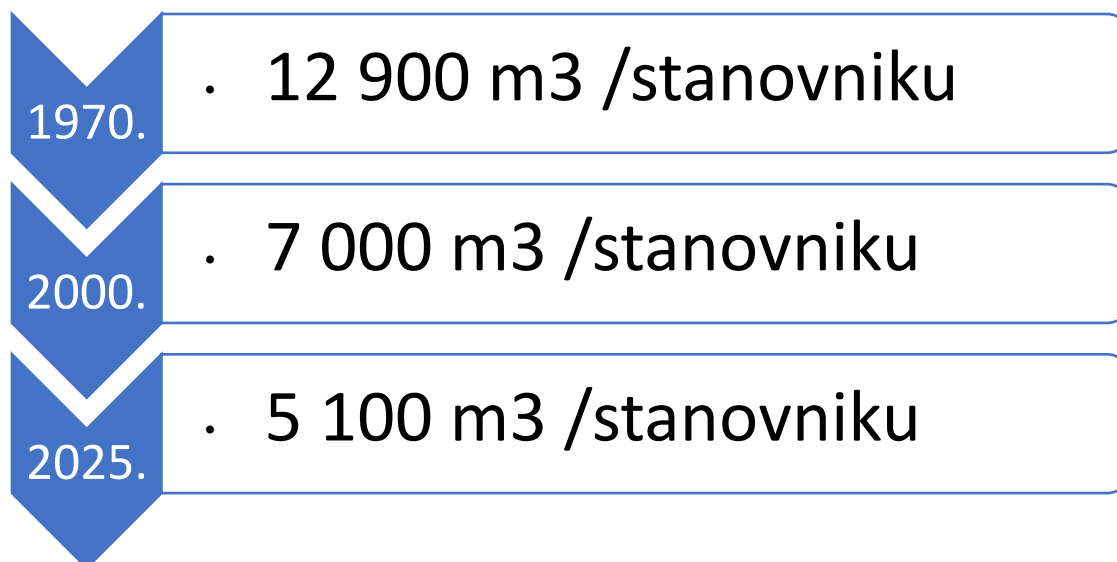 1970.
• 12 900 m3 /stanovniku
2000.
• 7 000 m3 /stanovniku
2025.
• 5 100 m3 /stanovniku